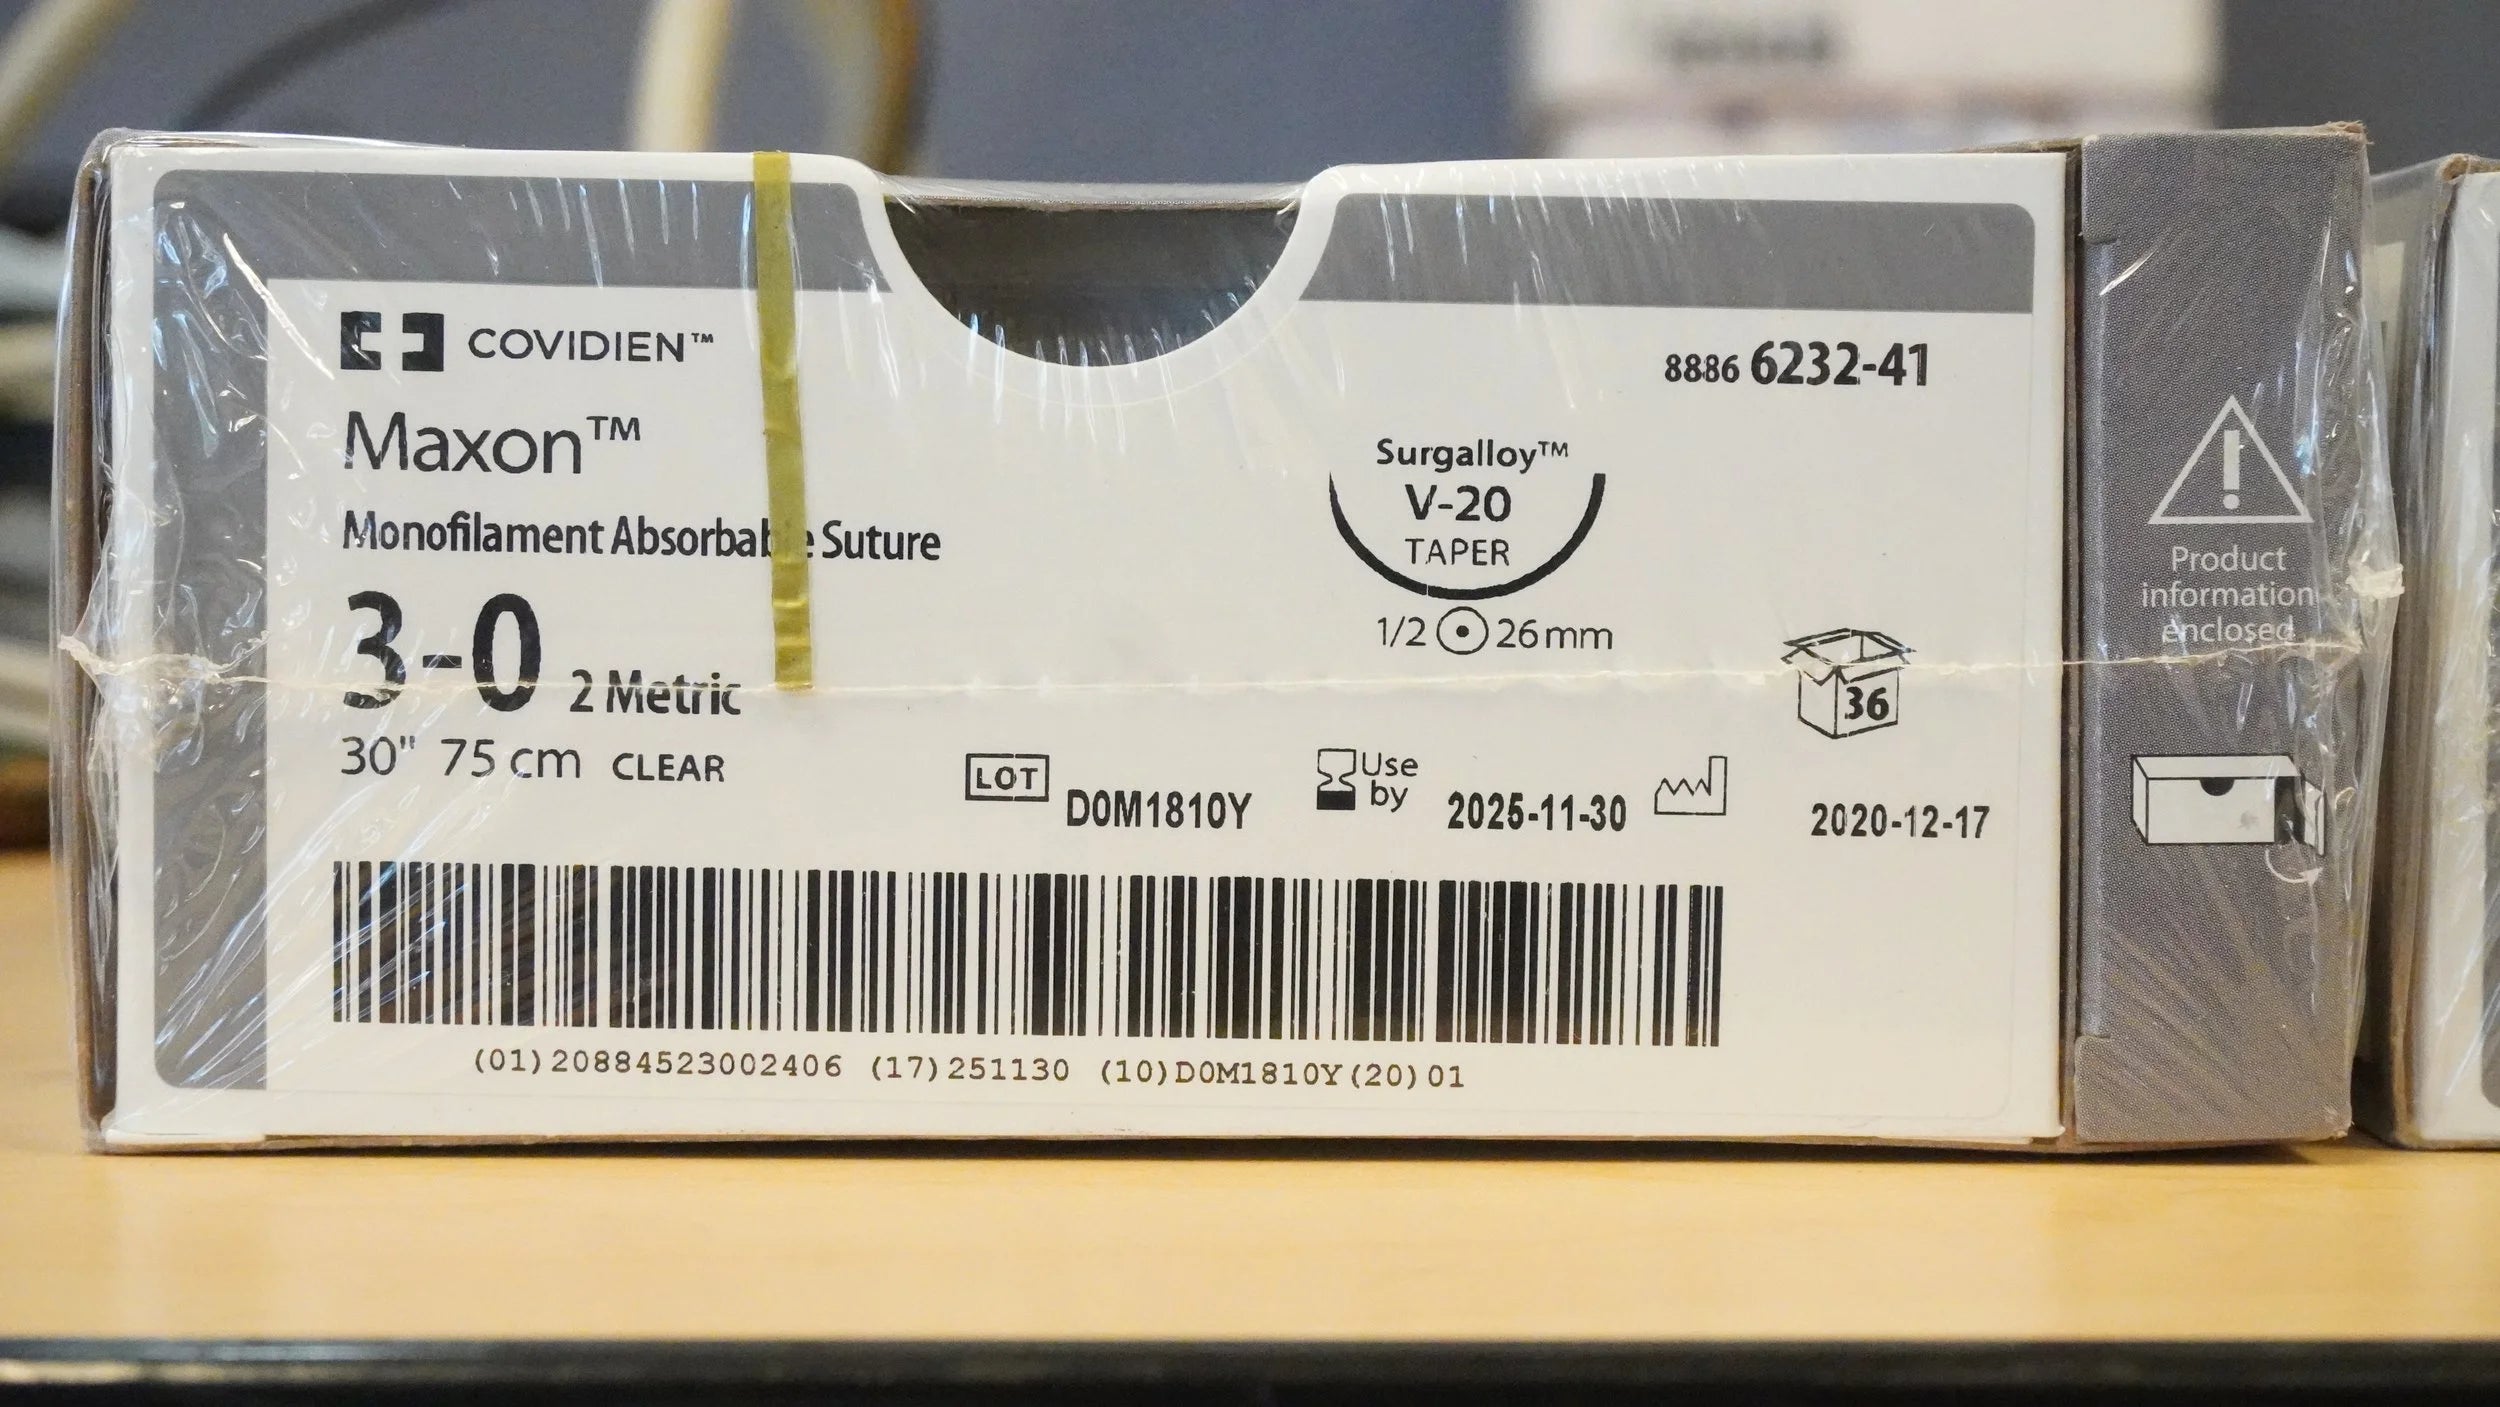 COVIDIEN™
8886 6232-41
Maxon™
Monofilament Absorbable Suture
3-0 2 Metric
30" 75 cm CLEAR
Surgalloy™
V-20
TAPER
1/2 26 mm
36
LOT D0M1810Y
Use by 2025-11-30
2020-12-17
(01)20884523002406 (17)251130 (10)D0M1810Y(20)01
Product
information
enclosed